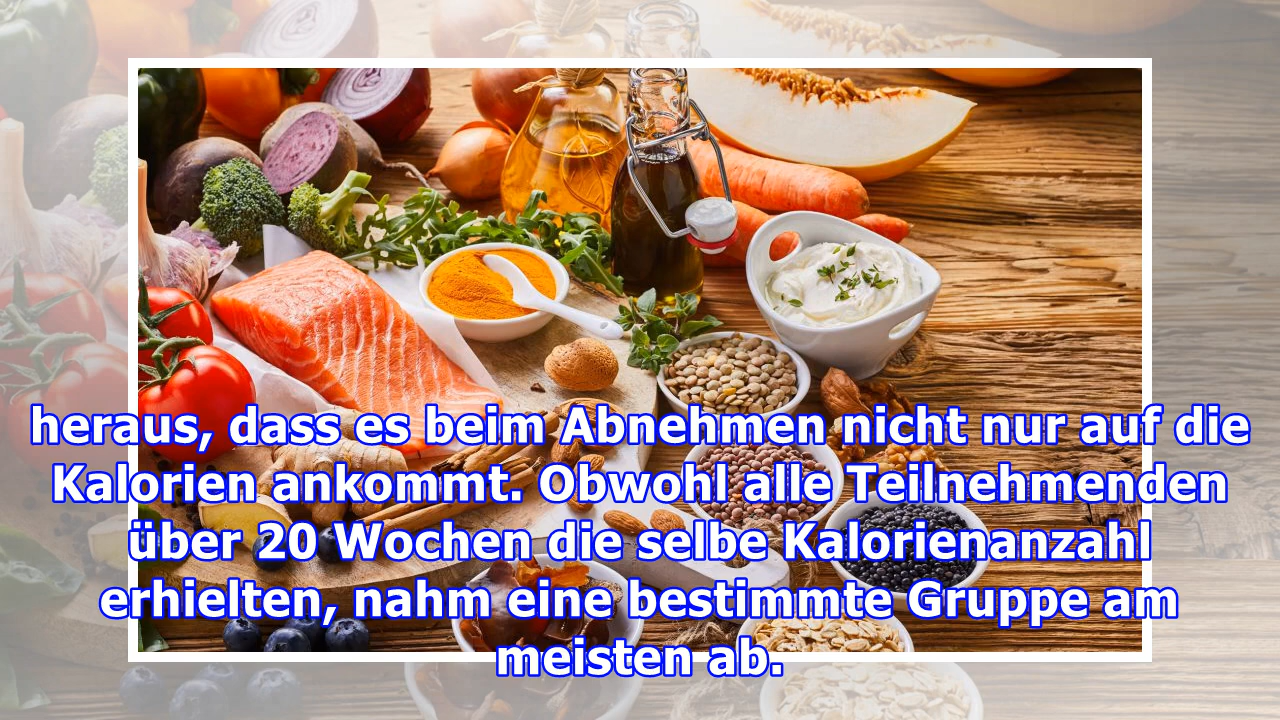 heraus, dass es beim Abnehmen nicht nur auf die
Kalorien ankommt. Obwohl alle Teilnehmenden
über 20 Wochen die selbe Kalorienanzahl
erhielten, nahm eine bestimmte Gruppe am
meisten ab.